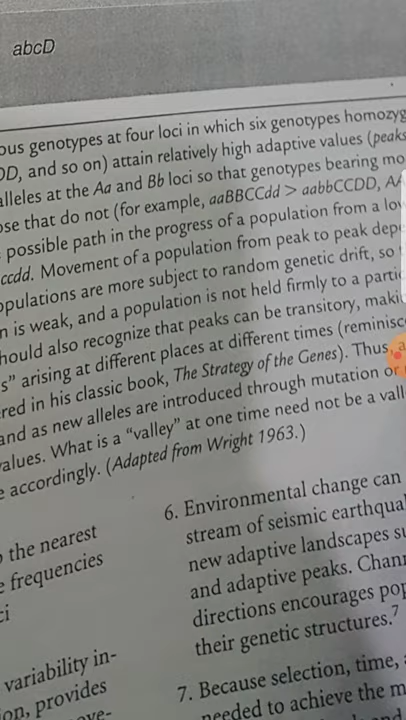 abcD
ous genotypes at four loci in which six genotypes homozyg
DD, and so on) attain relatively high adaptive values (peaks
alleles at the Aa and Bb loci so that genotypes bearing mo
ose that do not (for example, aaBBCCdd > aabbCCDD, AA
possible path in the progress of a population from a low
ccdd. Movement of a population from peak to peak depe
opulations are more subject to random genetic drift, so
n is weak, and a population is not held firmly to a partic
hould also recognize that peaks can be transitory, maki
s" arising at different places at different times (reminisc
red in his classic book, The Strategy of the Genes). Thus, a
and as new alleles are introduced through mutation or
values. What is a "valley" at one time need not be a vall
e accordingly. (Adapted from Wright 1963.)
o the nearest
e frequencies
ci
variability in-
on, provides
ove-
6. Environmental change can
stream of seismic earthqua
new adaptive landscapes su
and adaptive peaks. Chan
directions encourages pop
their genetic structures.7
7. Because selection, time,
needed to achieve the m